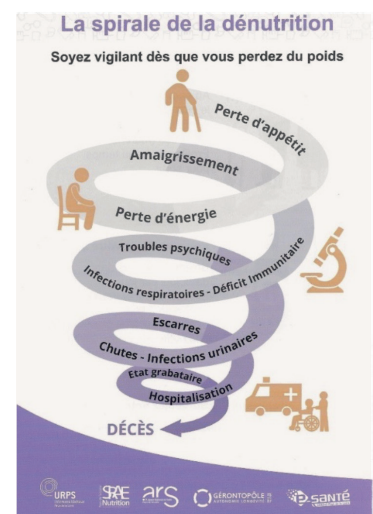 La spirale de la dénutrition
Soyez vigilant dès que vous perdez du poids
Perte d'appétit
Amaigrissement
Perte d'énergie
Troubles psychiques
Infections respiratoires - Déficit Immunitaire
Escarres
Chutes - Infections urinaires
Etat grabataire
Hospitalisation
DÉCÈS
URPS
SRAE
Nutrition
ars
GÉRONTOPÔLE
AUTONOMIE LONGÉVITÉ
santé